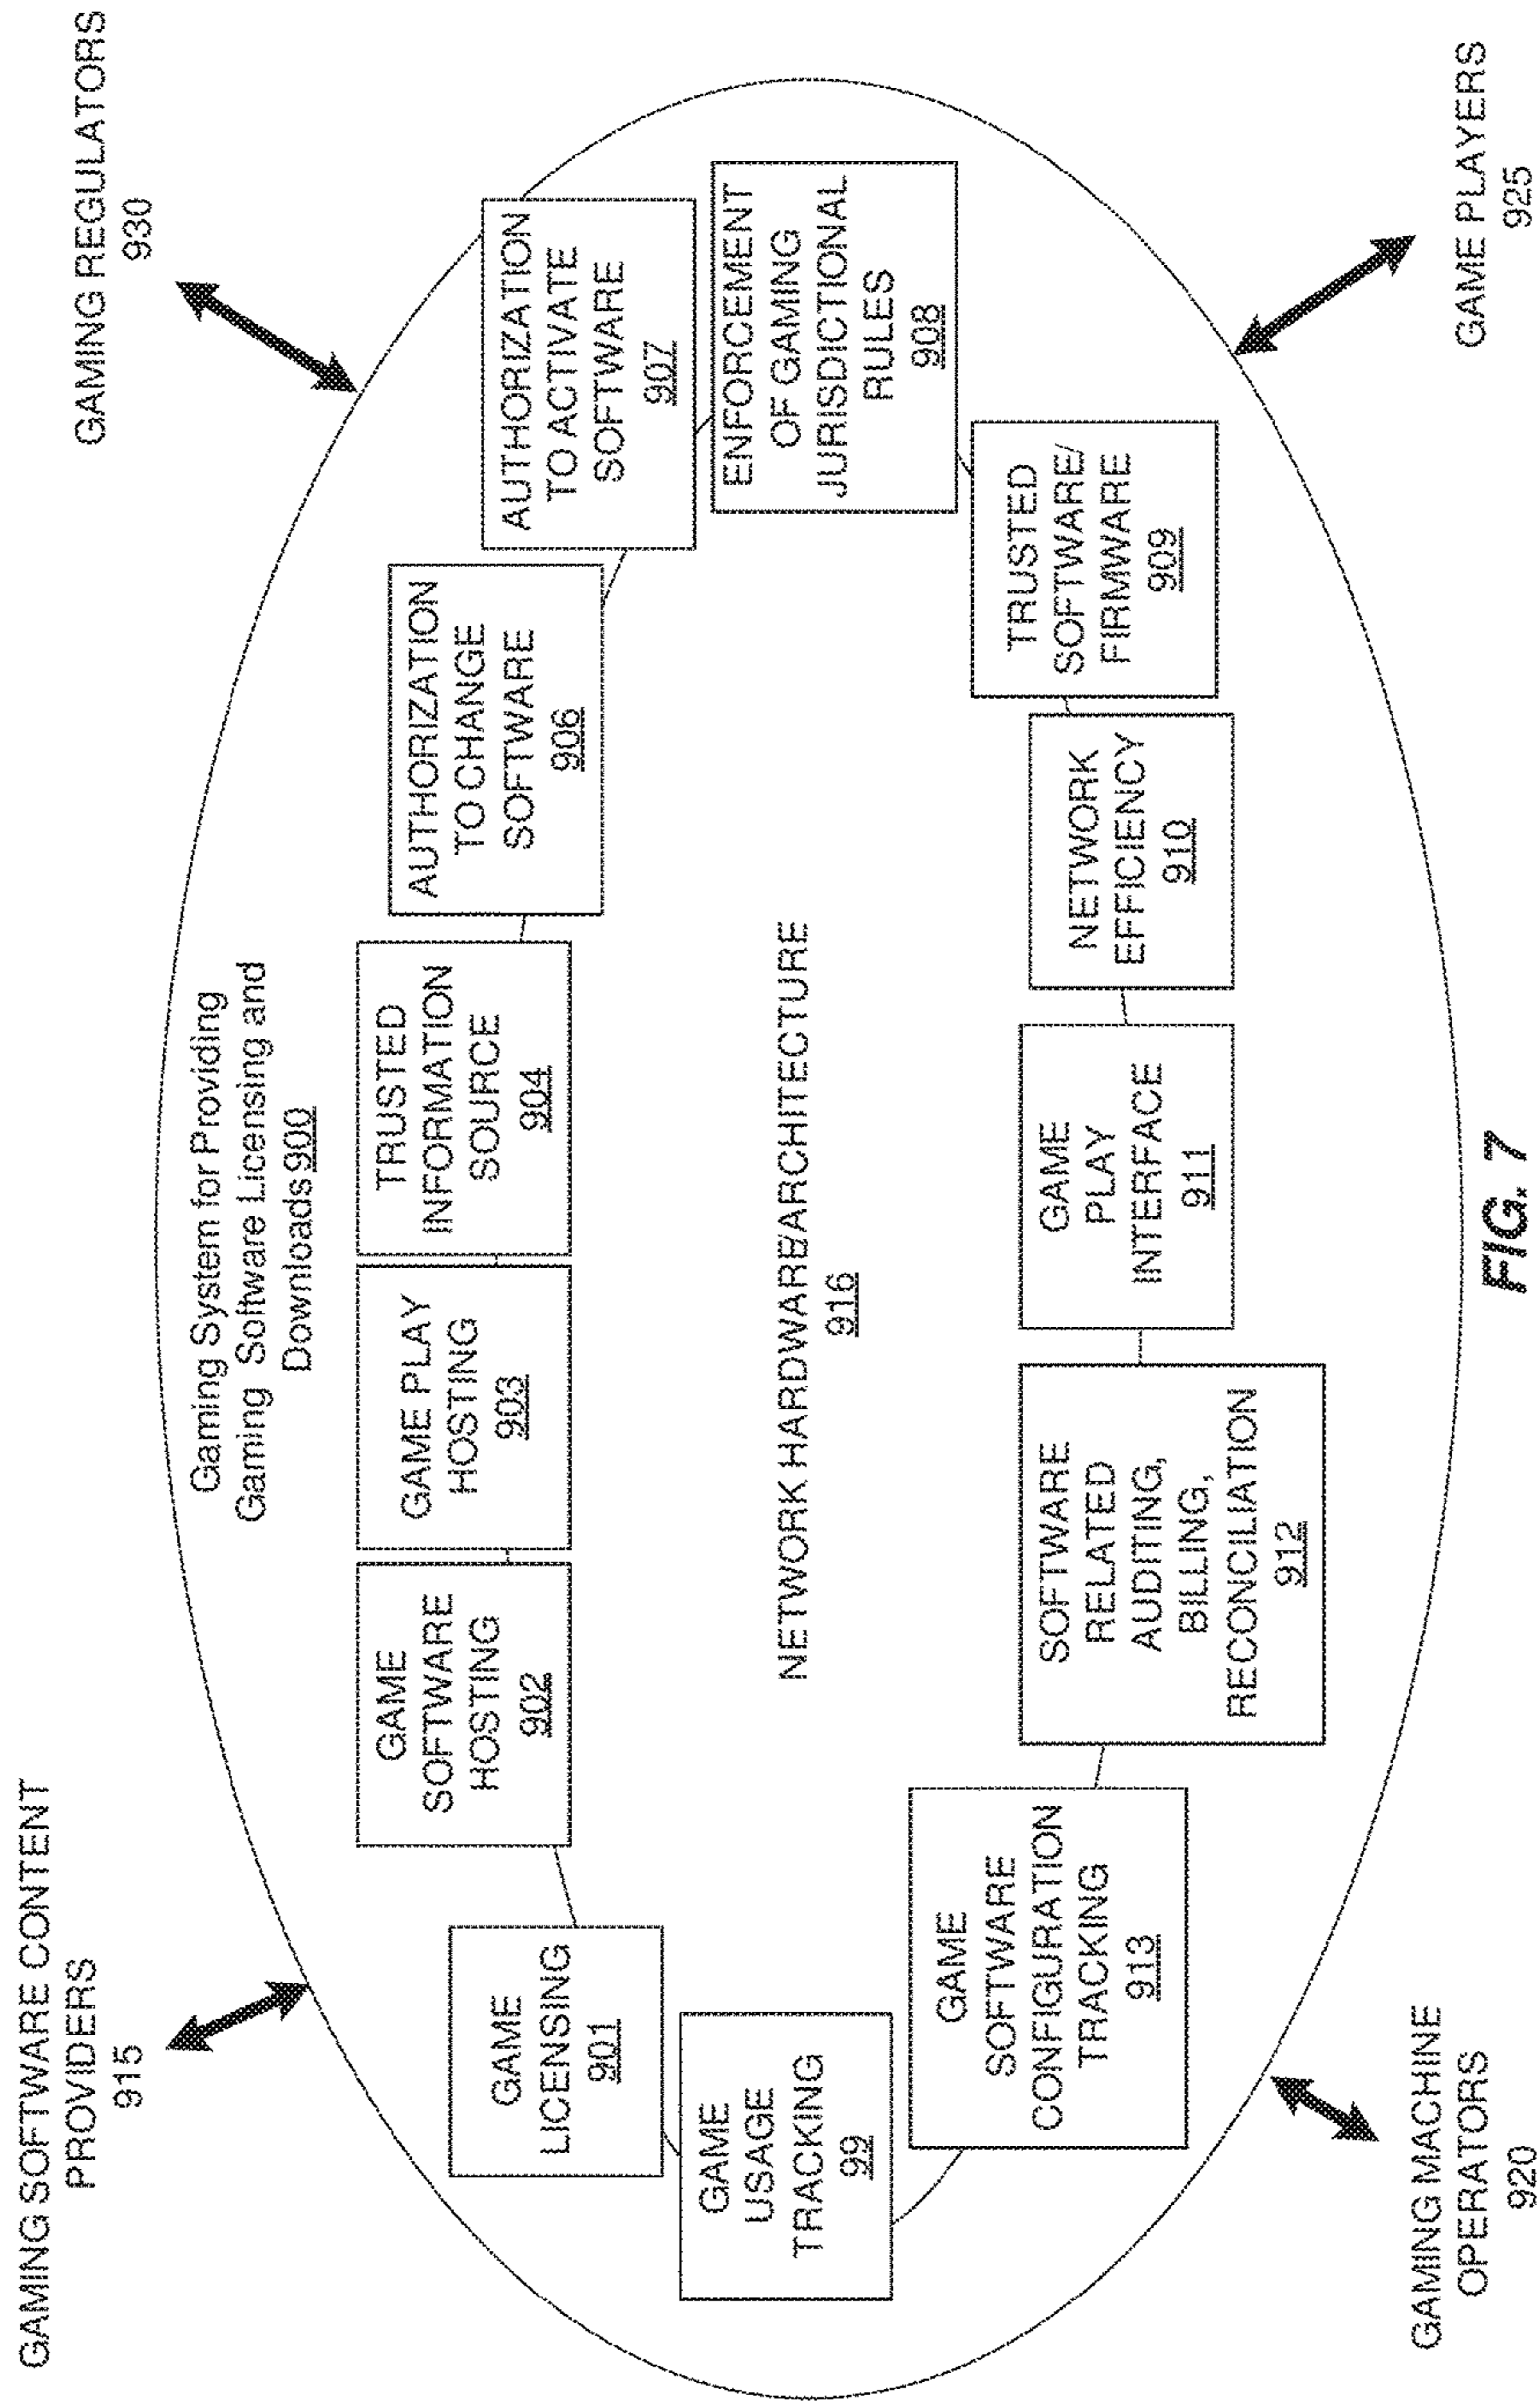 GAMING SOFTWARE CONTENT
PROVIDERS
915
GAMING REGULATORS
930
Gaming System for Providing
Gaming Software Licensing and
Downloads 900
GAME
LICENSING
901
GAME
SOFTWARE
HOSTING
902
GAME PLAY
HOSTING
903
TRUSTED
INFORMATION
SOURCE
904
AUTHORIZATION
TO CHANGE
SOFTWARE
906
AUTHORIZATION
TO ACTIVATE
SOFTWARE
907
ENFORCEMENT
OF GAMING
JURISDICTIONAL
RULES
908
GAME
USAGE
TRACKING
99
NETWORK HARDWARE/ARCHITECTURE
916
GAME
SOFTWARE
CONFIGURATION
TRACKING
913
SOFTWARE
RELATED
AUDITING,
BILLING,
RECONCILIATION
912
GAME
PLAY
INTERFACE
911
NETWORK
EFFICIENCY
910
TRUSTED
SOFTWARE/
FIRMWARE
909
GAMING MACHINE
OPERATORS
920
GAME PLAYERS
925
FIG. 7